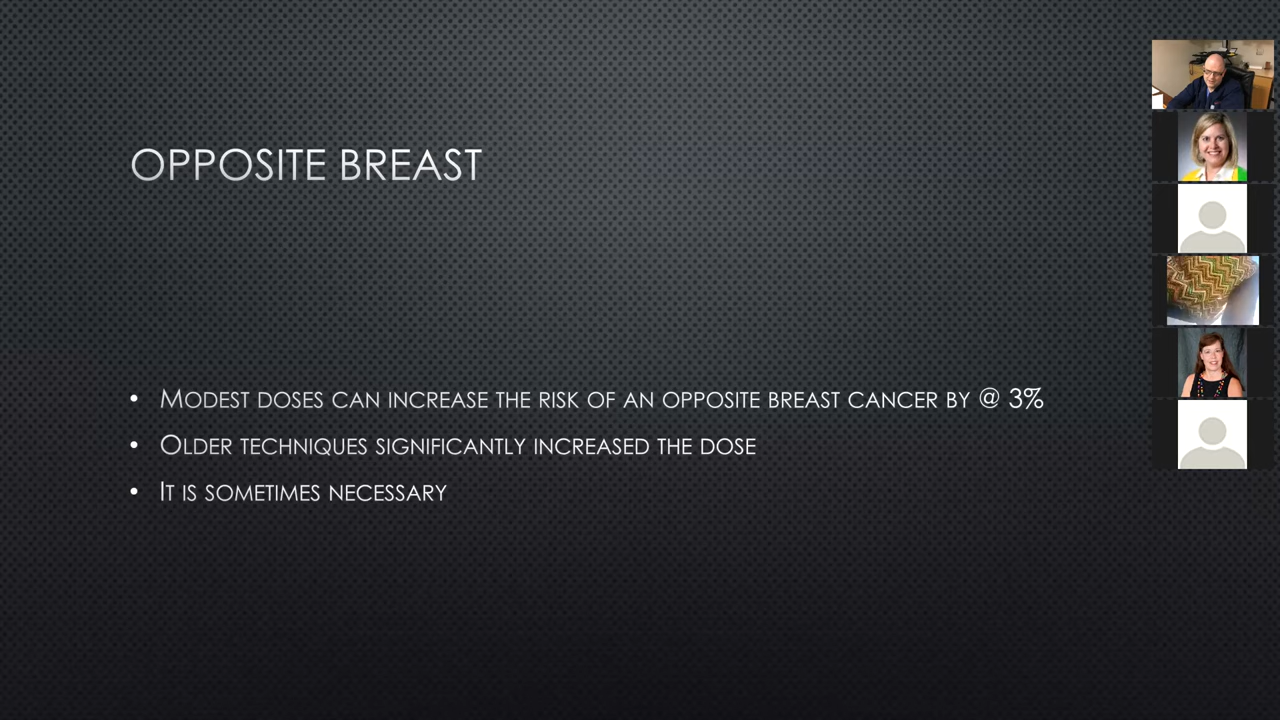 OPPOSITE BREAST
• MODEST DOSES CAN INCREASE THE RISK OF AN OPPOSITE BREAST CANCER BY @ 3%
• OLDER TECHNIQUES SIGNIFICANTLY INCREASED THE DOSE
• IT IS SOMETIMES NECESSARY